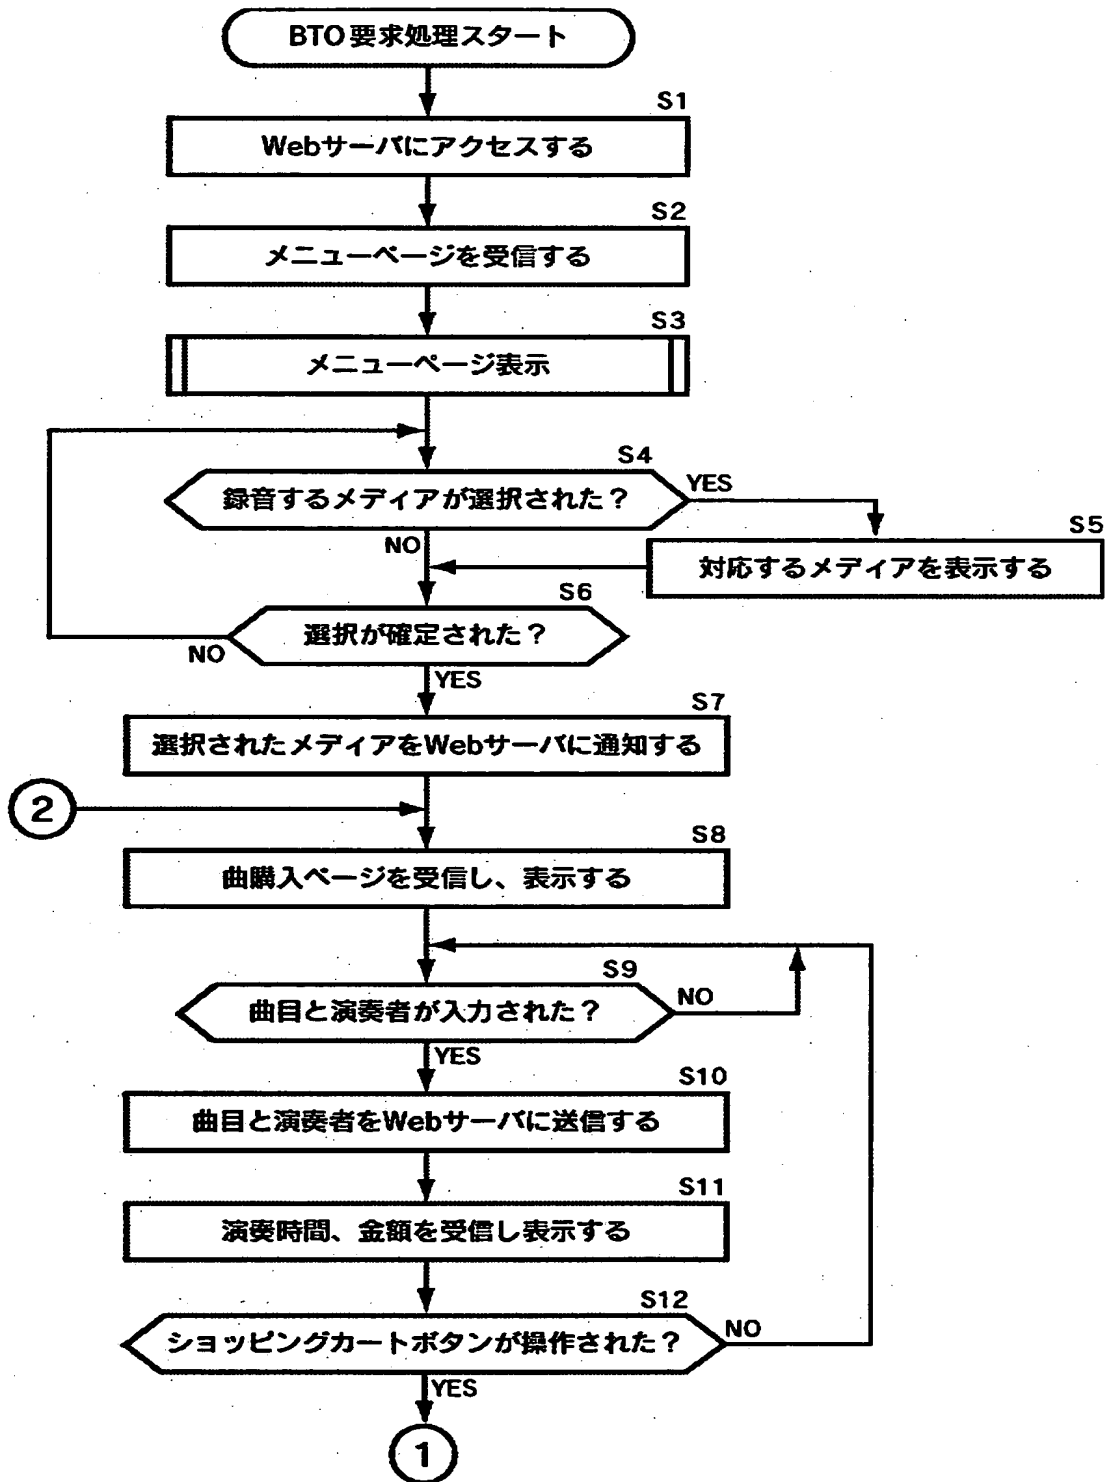 BTO要求処理スタート
S1
Webサーバにアクセスする
S2
メニューページを受信する
S3
メニューページ表示
S4
録音するメディアが選択された?
YES
NO
S5
対応するメディアを表示する
S6
選択が確定された?
NO
YES
S7
選択されたメディアをWebサーバに通知する
2
S8
曲購入ページを受信し、表示する
S9
曲目と演奏者が入力された?
NO
YES
S10
曲目と演奏者をWebサーバに送信する
S11
演奏時間、金額を受信し表示する
S12
ショッピングカートボタンが操作された?
NO
YES
1